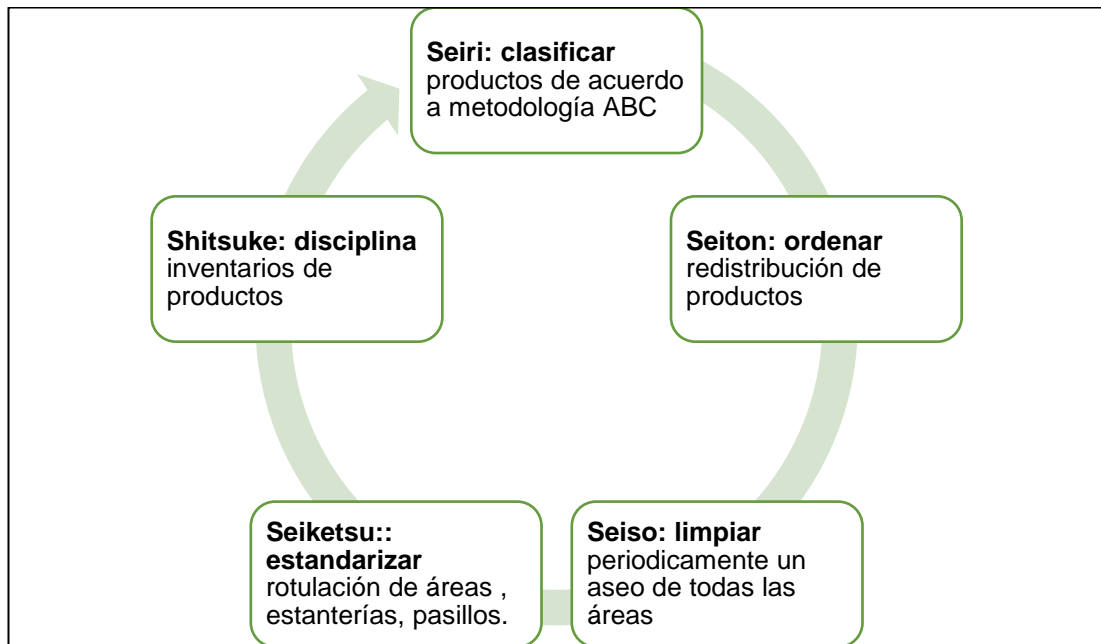 Seiri: clasificar
productos de acuerdo
a metodología ABC
Seiton: ordenar
redistribución de
productos
Seiso: limpiar
periodicamente un
aseo de todas las
áreas
Seiketsu::
estandarizar
rotulación de áreas ,
estanterías, pasillos.
Shitsuke: disciplina
inventarios de
productos